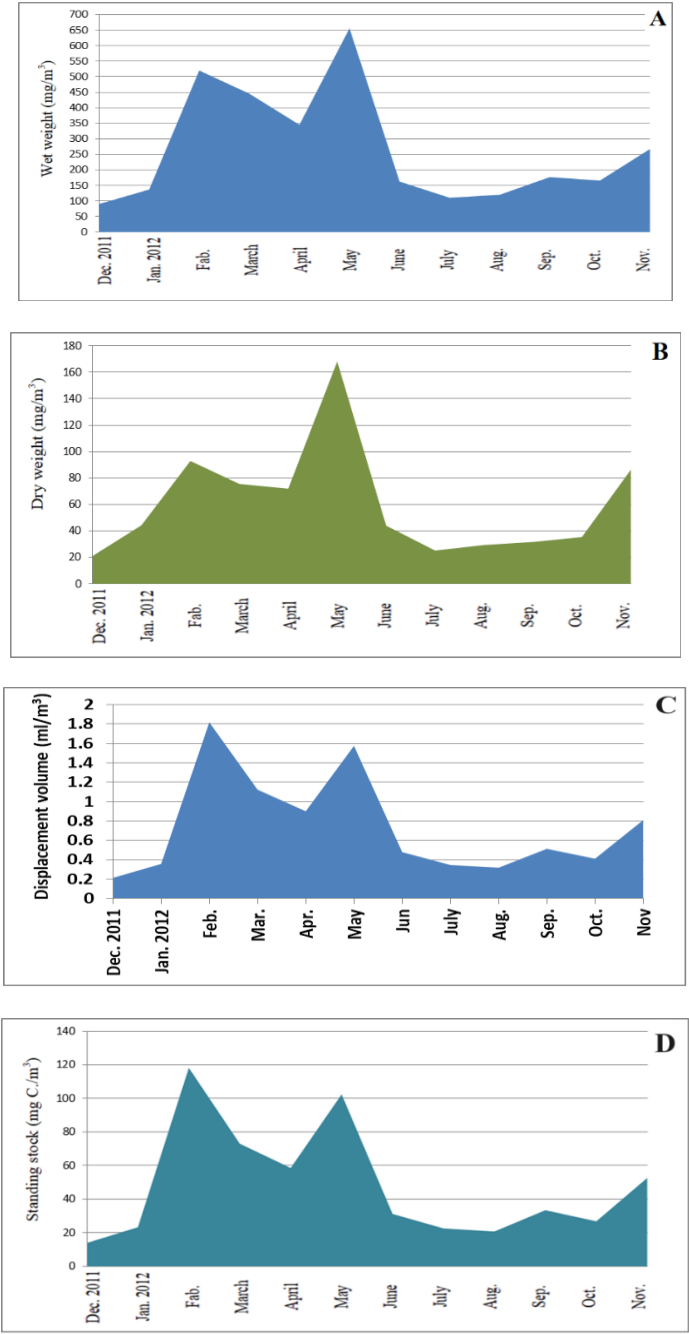 A
Wet weight (mg/m³)
700
650
600
550
500
450
400
350
300
250
200
150
100
50
0
Dec. 2011
Jan. 2012
Fab.
March
April
May
June
July
Aug.
Sep.
Oct.
Nov.
B
Dry weight (mg/m³)
180
160
140
120
100
80
60
40
20
0
Dec. 2011
Jan. 2012
Fab.
March
April
May
June
July
Aug.
Sep.
Oct.
Nov.
C
Displacement volume (ml/m³)
2
1.8
1.6
1.4
1.2
1
0.8
0.6
0.4
0.2
0
Dec. 2011
Jan. 2012
Feb.
Mar.
Apr.
May
Jun
July
Aug.
Sep.
Oct.
Nov
D
Standing stock (mg C./m³)
140
120
100
80
60
40
20
0
Dec. 2011
Jan. 2012
Fab.
March
April
May
June
July
Aug.
Sep.
Oct.
Nov.